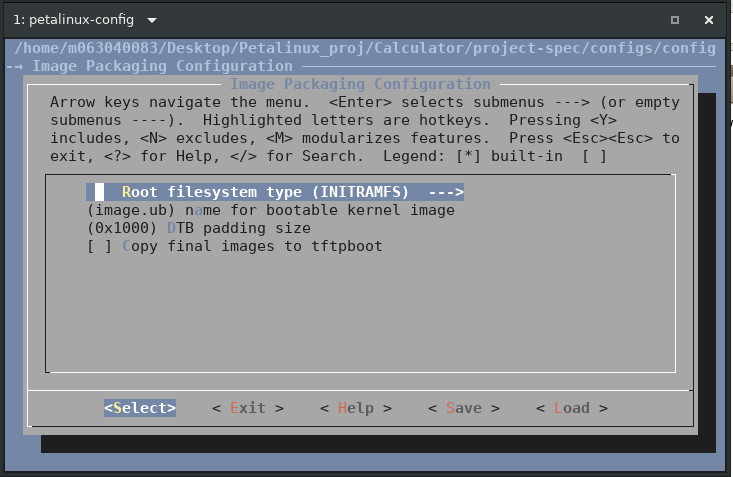 1: petalinux-config
/home/m063040083/Desktop/Petalinux_proj/Calculator/project-spec/configs/config
--→ Image Packaging Configuration
Image Packaging Configuration
Arrow keys navigate the menu.  <Enter> selects submenus ---> (or empty
submenus ----).  Highlighted letters are hotkeys.  Pressing <Y>
includes, <N> excludes, <M> modularizes features.  Press <Esc><Esc> to
exit, <?> for Help, </> for Search.  Legend: [*] built-in  [ ]
Root filesystem type (INITRAMFS)  --->
(image.ub) name for bootable kernel image
(0x1000) DTB padding size
[ ] Copy final images to tftpboot
<Select>    < Exit >    < Help >    < Save >    < Load >